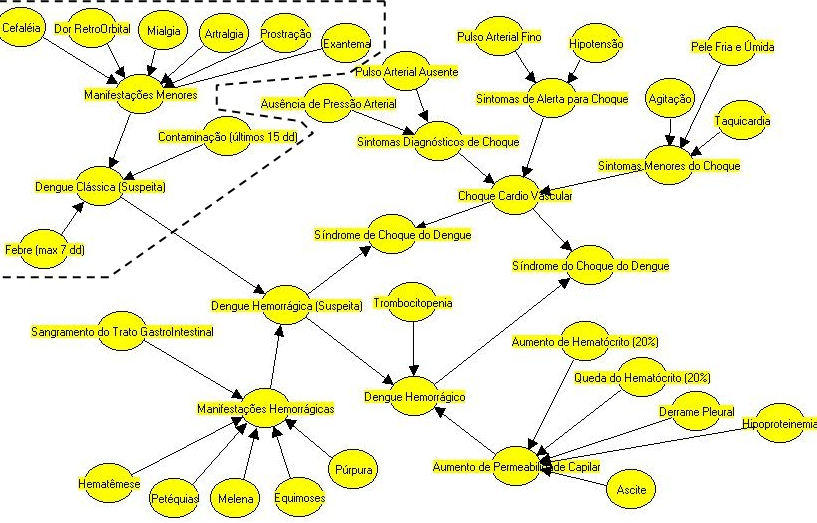 Cefaléia
Dor RetroOrbital
Mialgia
Artralgia
Prostração
Exantema
Pulso Arterial Fino
Hipotensão
Pele Fria e Úmida
Pulso Arterial Ausente
Manifestações Menores
Ausência de Pressão Arterial
Sintomas de Alerta para Choque
Agitação
Taquicardia
Contaminação (últimos 15 dd)
Sintomas Diagnósticos de Choque
Sintomas Menores do Choque
Dengue Clássica (Suspeita)
Choque Cardio Vascular
Síndrome de Choque do Dengue
Febre (max 7 dd)
Síndrome do Choque do Dengue
Dengue Hemorrágica (Suspeita)
Trombocitopenia
Sangramento do Trato GastroIntestinal
Aumento de Hematócrito (20%)
Queda do Hematócrito (20%)
Dengue Hemorrágico
Manifestações Hemorrágicas
Derrame Pleural
Hipoproteinemia
Aumento de Permeabilidade Capilar
Púrpura
Hematêmese
Petéquias
Melena
Equimoses
Ascite